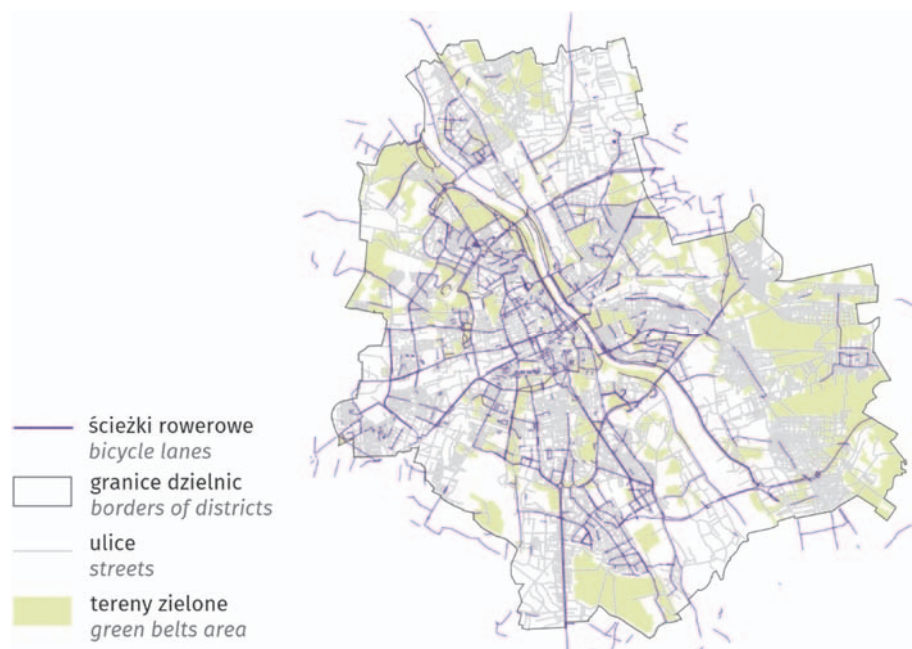 ścieżki rowerowe
bicycle lanes
granice dzielnic
borders of districts
ulice
streets
tereny zielone
green belts area